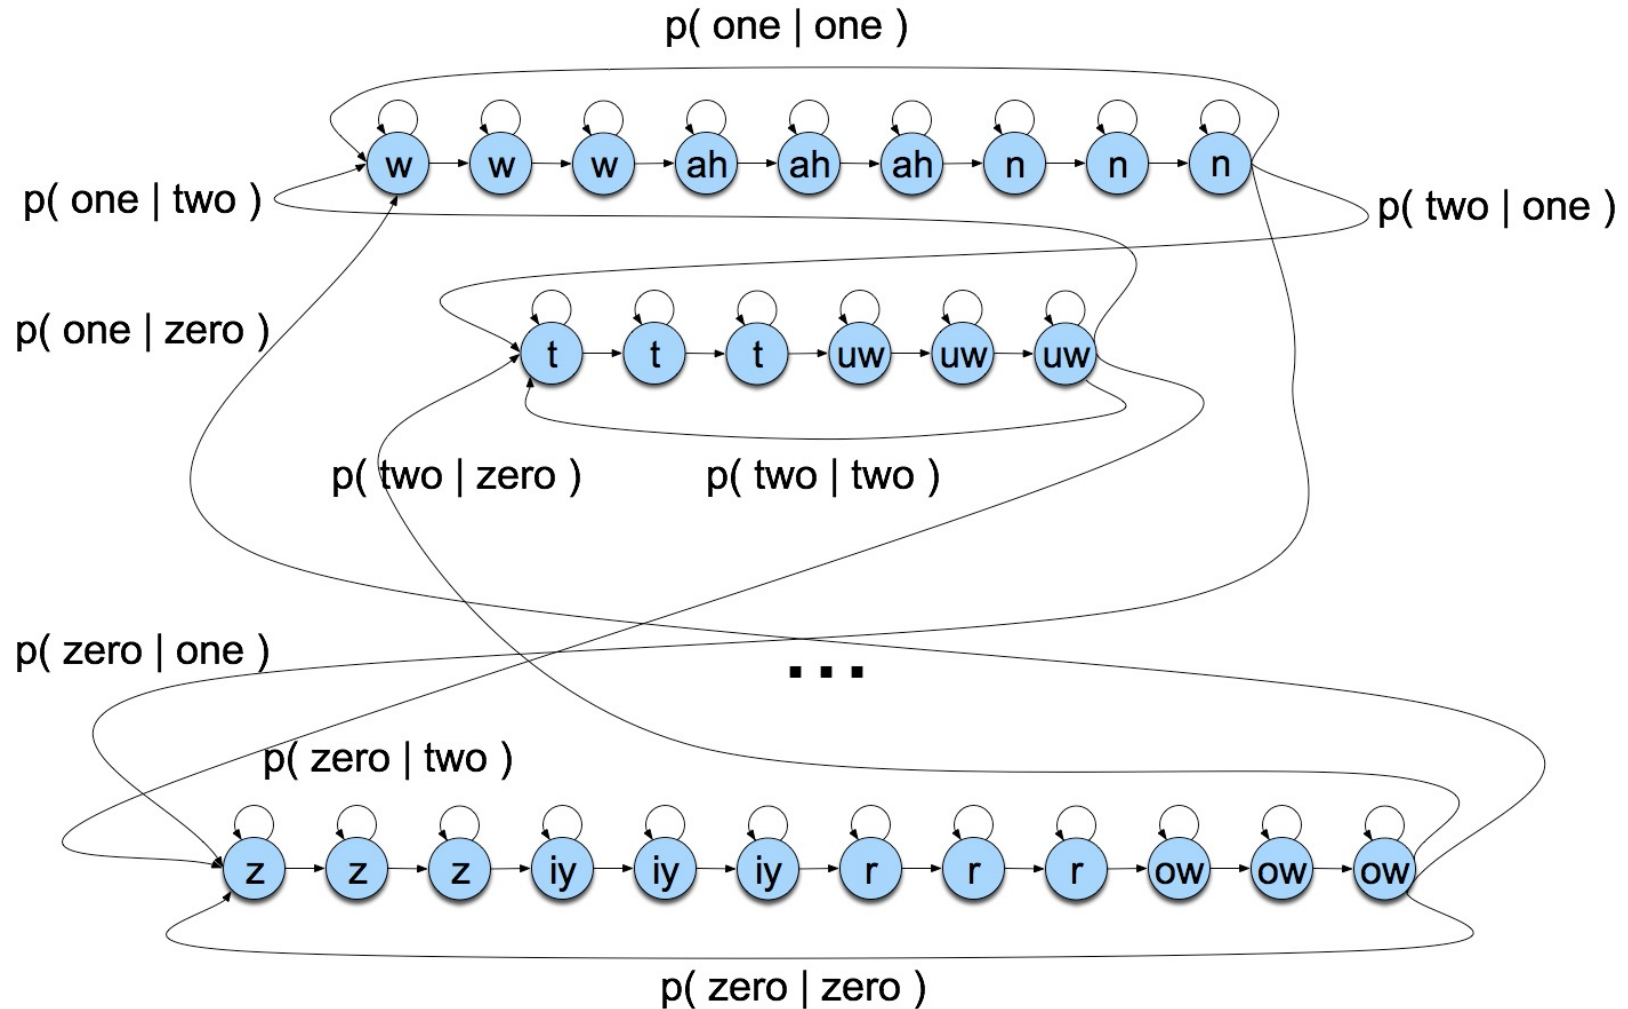 p( one | one )
w w w ah ah ah n n n
p( one | two )
p( two | one )
p( one | zero )
t t t uw uw uw
p( two | zero )
p( two | two )
p( zero | one )
...
p( zero | two )
z z z iy iy iy r r r ow ow ow
p( zero | zero )